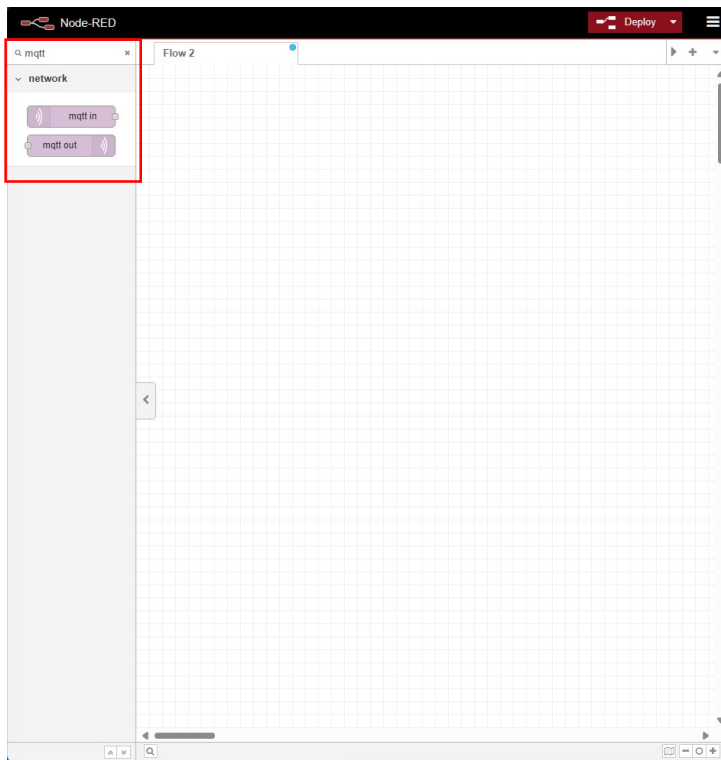 Node-RED
Deploy
mqtt
Flow 2
network
mqtt in
mqtt out